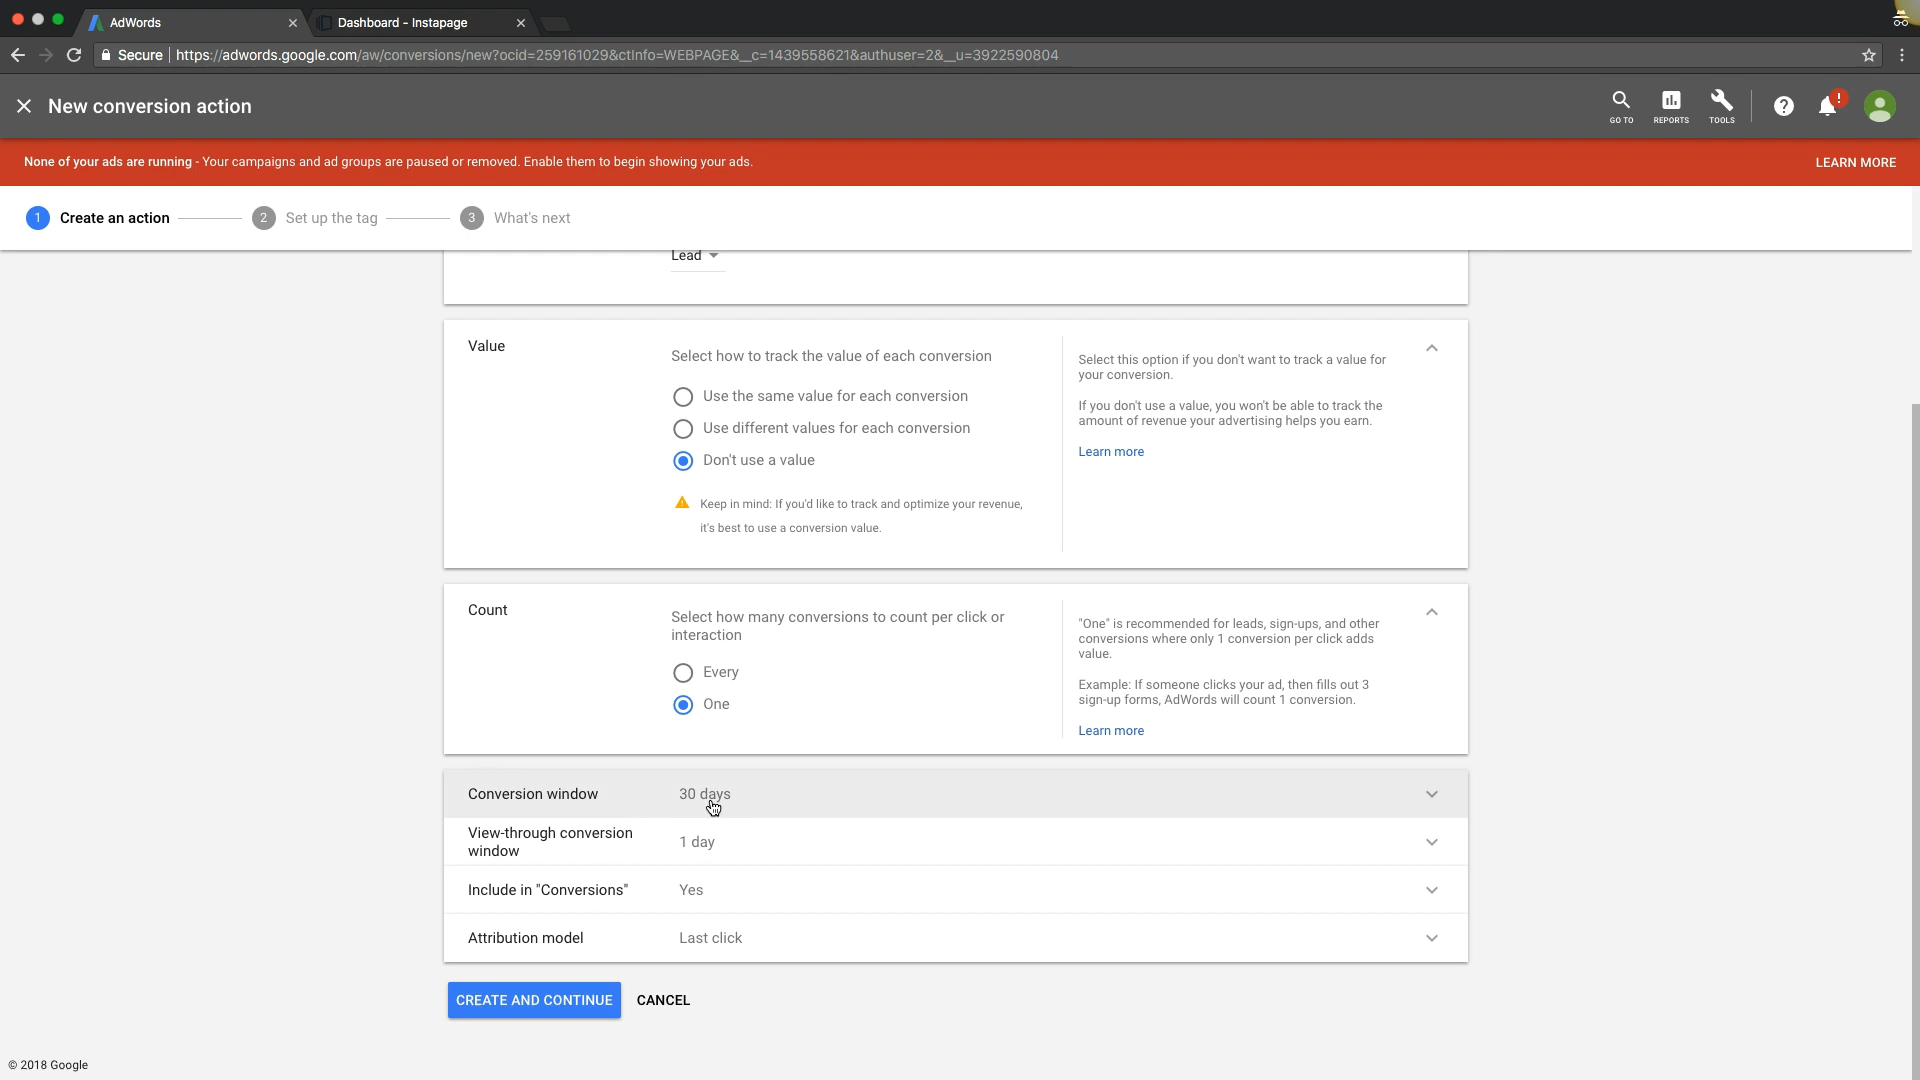 AdWords
Dashboard - Instapage
Secure
https://adwords.google.com/aw/conversions/new?ocid=259161029&ctInfo=WEBPAGE&__c=1439558621&authuser=2&__u=3922590804
New conversion action
GO TO
REPORTS
TOOLS
?
!
None of your ads are running - Your campaigns and ad groups are paused or removed. Enable them to begin showing your ads.
LEARN MORE
1 Create an action
2 Set up the tag
3 What's next
Lead
Value
Select how to track the value of each conversion
Use the same value for each conversion
Use different values for each conversion
Don't use a value
Keep in mind: If you'd like to track and optimize your revenue,
it's best to use a conversion value.
Select this option if you don't want to track a value for
your conversion.
If you don't use a value, you won't be able to track the
amount of revenue your advertising helps you earn.
Learn more
Count
Select how many conversions to count per click or
interaction
Every
One
"One" is recommended for leads, sign-ups, and other
conversions where only 1 conversion per click adds
value.
Example: If someone clicks your ad, then fills out 3
sign-up forms, AdWords will count 1 conversion.
Learn more
Conversion window
30 days
View-through conversion
window
1 day
Include in "Conversions"
Yes
Attribution model
Last click
CREATE AND CONTINUE
CANCEL
© 2018 Google